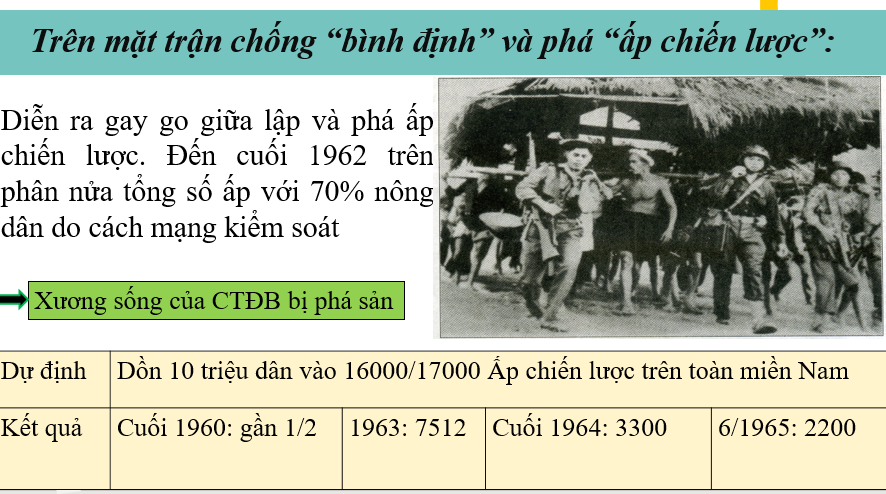 Trên mặt trận chống “bình định” và phá “ấp chiến lược”:
Diễn ra gay go giữa lập và phá ấp
chiến lược. Đến cuối 1962 trên
phân nửa tổng số ấp với 70% nông
dân do cách mạng kiểm soát
Xương sống của CTĐB bị phá sản
Dự định Dồn 10 triệu dân vào 16000/17000 Ấp chiến lược trên toàn miền Nam
Kết quả Cuối 1960: gần 1/2 1963: 7512 Cuối 1964: 3300 6/1965: 2200